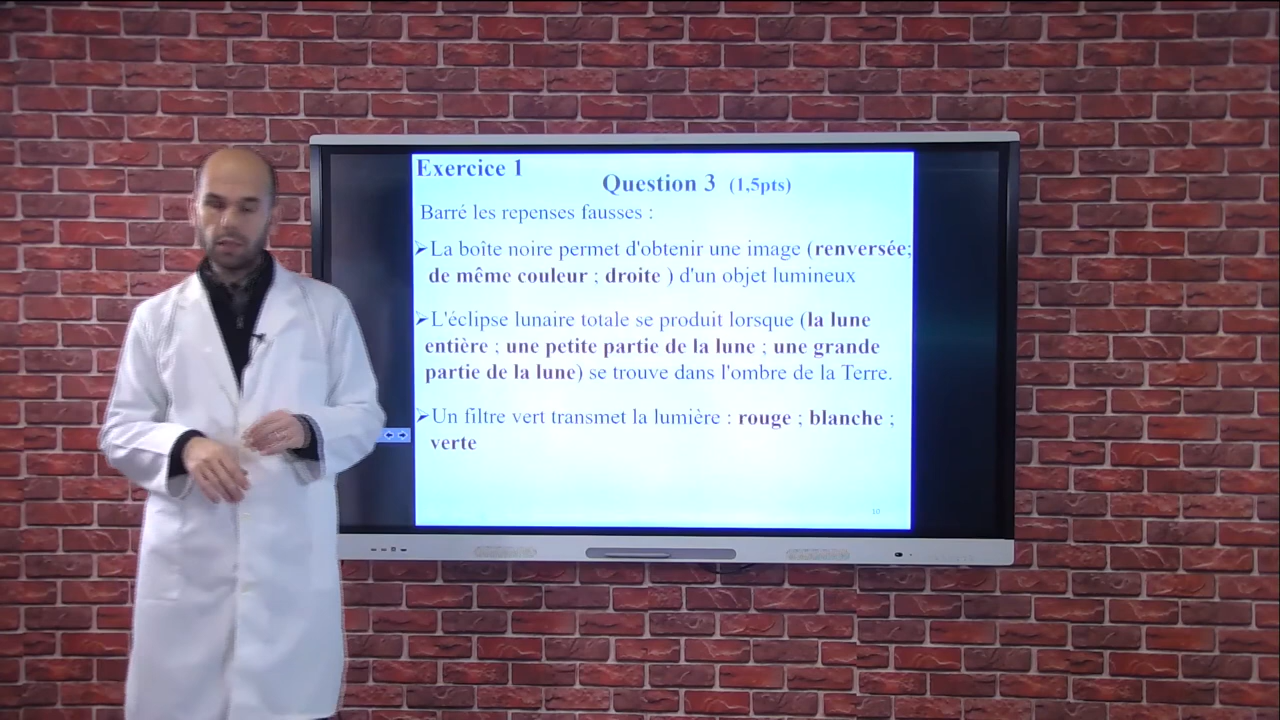 Exercice 1
Question 3 (1,5pts)
Barré les repenses fausses :
➢La boîte noire permet d'obtenir une image (renversée;
de même couleur ; droite ) d'un objet lumineux
➢L'éclipse lunaire totale se produit lorsque (la lune
entière ; une petite partie de la lune ; une grande
partie de la lune) se trouve dans l'ombre de la Terre.
➢Un filtre vert transmet la lumière : rouge ; blanche ;
verte
10